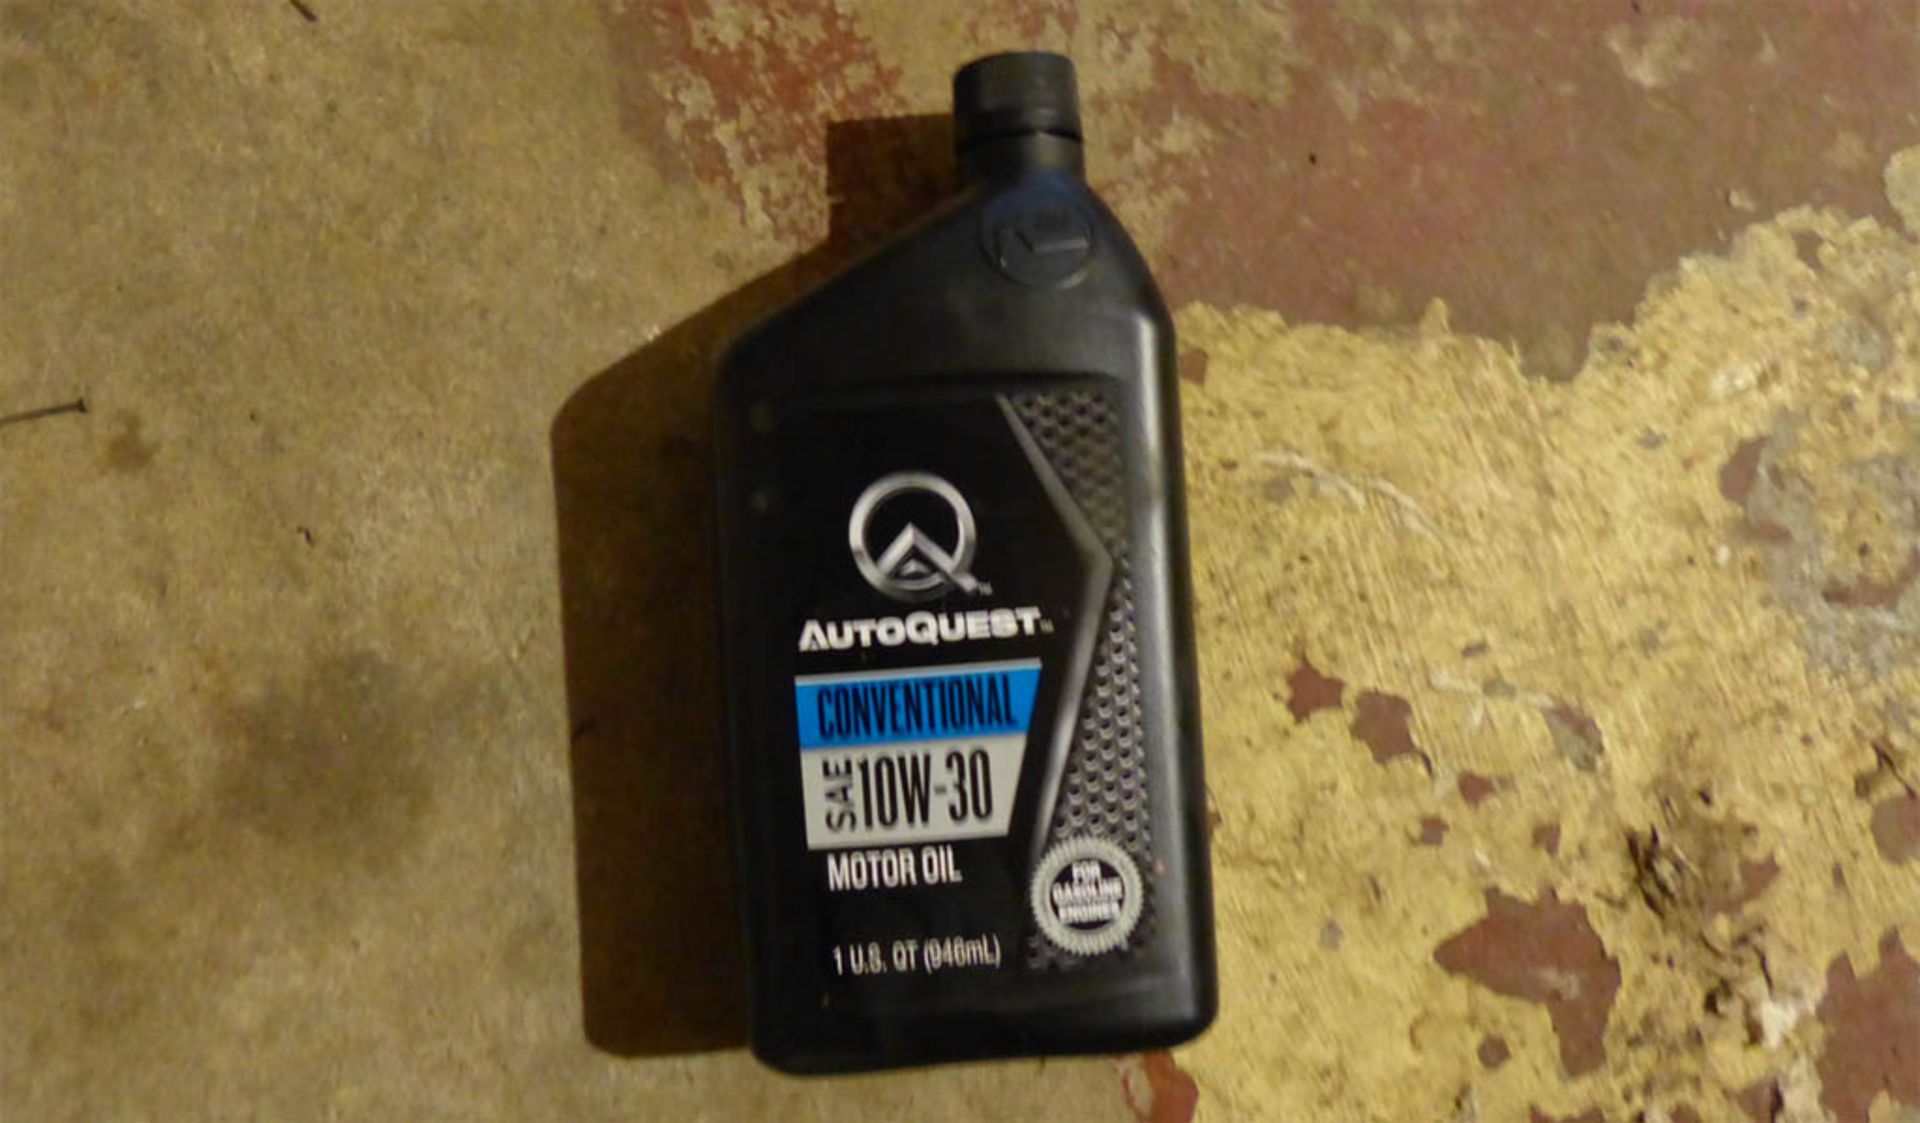 AUTOQUEST
CONVENTIONAL
SAE 10W-30
MOTOR OIL
FOR
GASOLINE
ENGINES
1 U.S. QT (946mL)